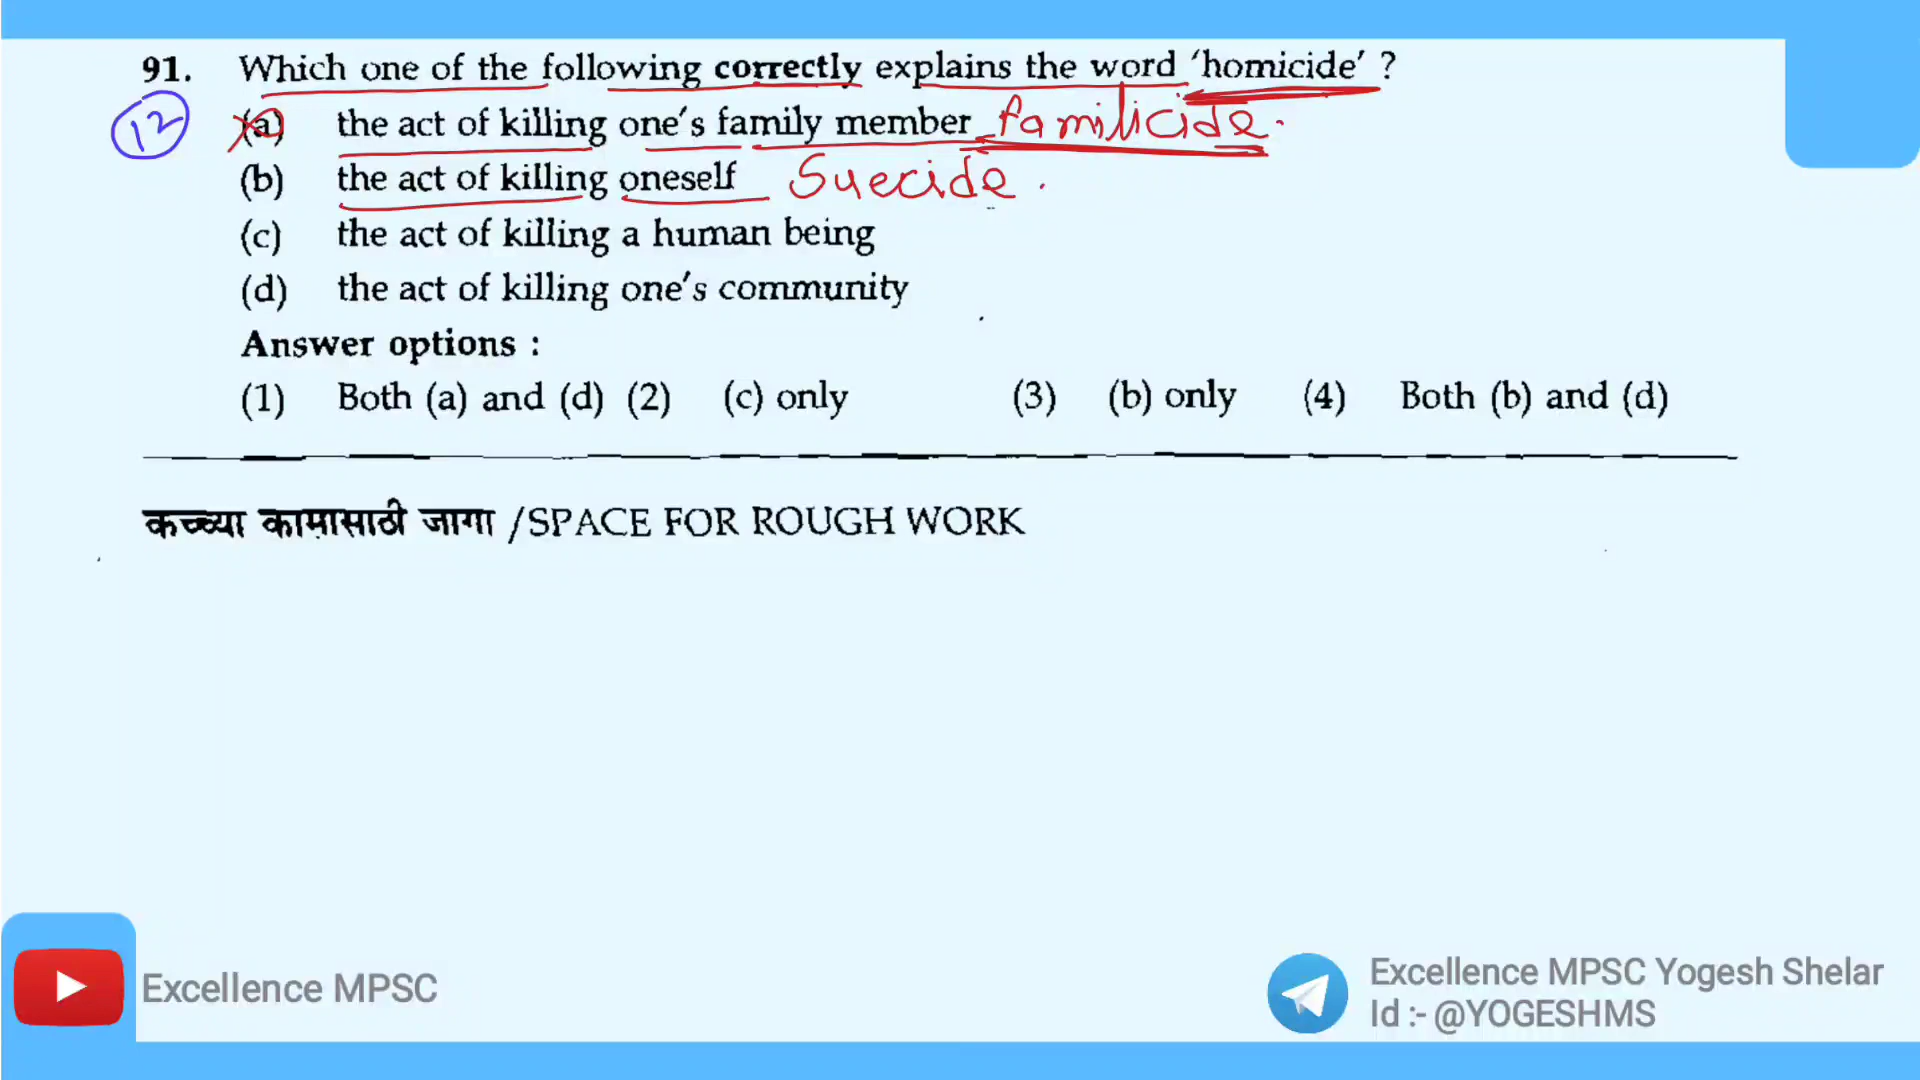 91. Which one of the following correctly explains the word 'homicide' ?
12
(a) the act of killing one's family member familicide.
(b) the act of killing oneself Suecide.
(c) the act of killing a human being
(d) the act of killing one's community
Answer options :
(1) Both (a) and (d) (2) (c) only (3) (b) only (4) Both (b) and (d)
कच्च्या कामासाठी जागा /SPACE FOR ROUGH WORK
Excellence MPSC
Excellence MPSC Yogesh Shelar
Id :- @YOGESHMS